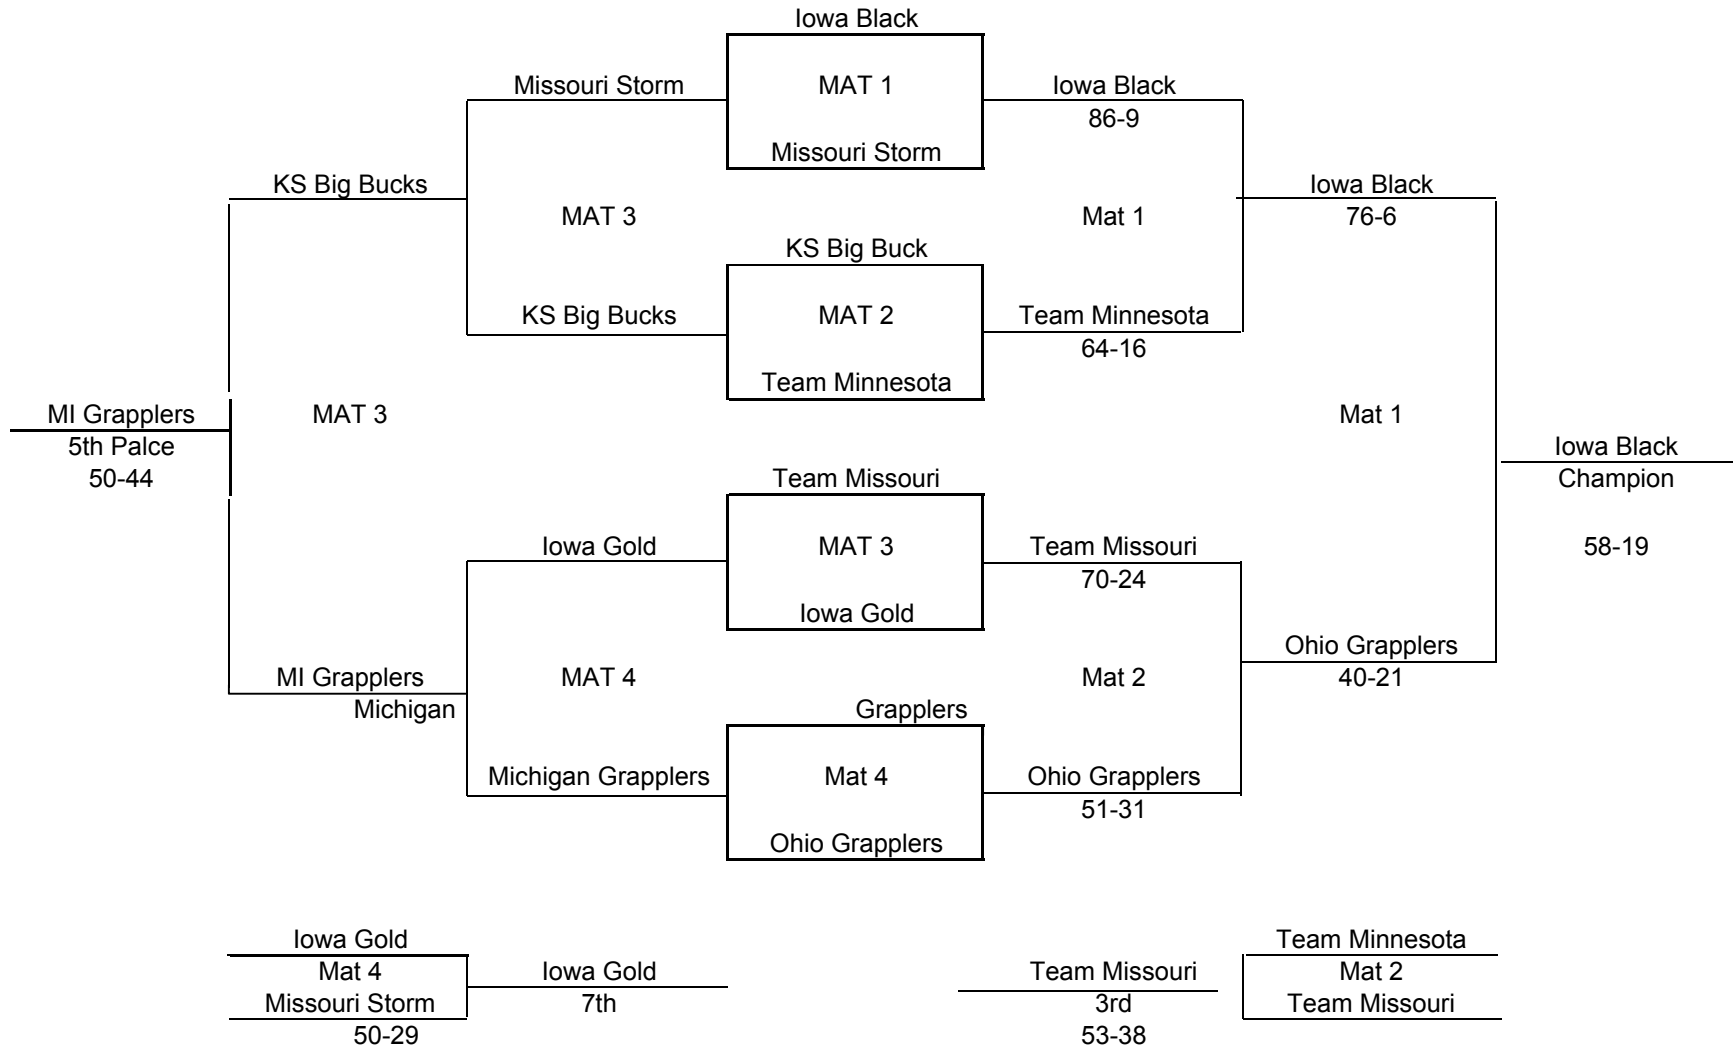 Iowa Black
Missouri Storm MAT 1 Iowa Black
86-9
Missouri Storm
KS Big Bucks Iowa Black
MAT 3 Mat 1 76-6
KS Big Buck
KS Big Bucks MAT 2 Team Minnesota
64-16
Team Minnesota
MI Grapplers MAT 3 Mat 1
5th Palce Iowa Black
50-44 Team Missouri Champion
Iowa Gold MAT 3 Team Missouri 58-19
70-24
Iowa Gold
Ohio Grapplers
MI Grapplers MAT 4 Mat 2 40-21
Michigan Grapplers
Michigan Grapplers Mat 4 Ohio Grapplers
51-31
Ohio Grapplers
Iowa Gold Team Minnesota
Mat 4 Iowa Gold Team Missouri Mat 2
Missouri Storm 7th 3rd Team Missouri
50-29 53-38